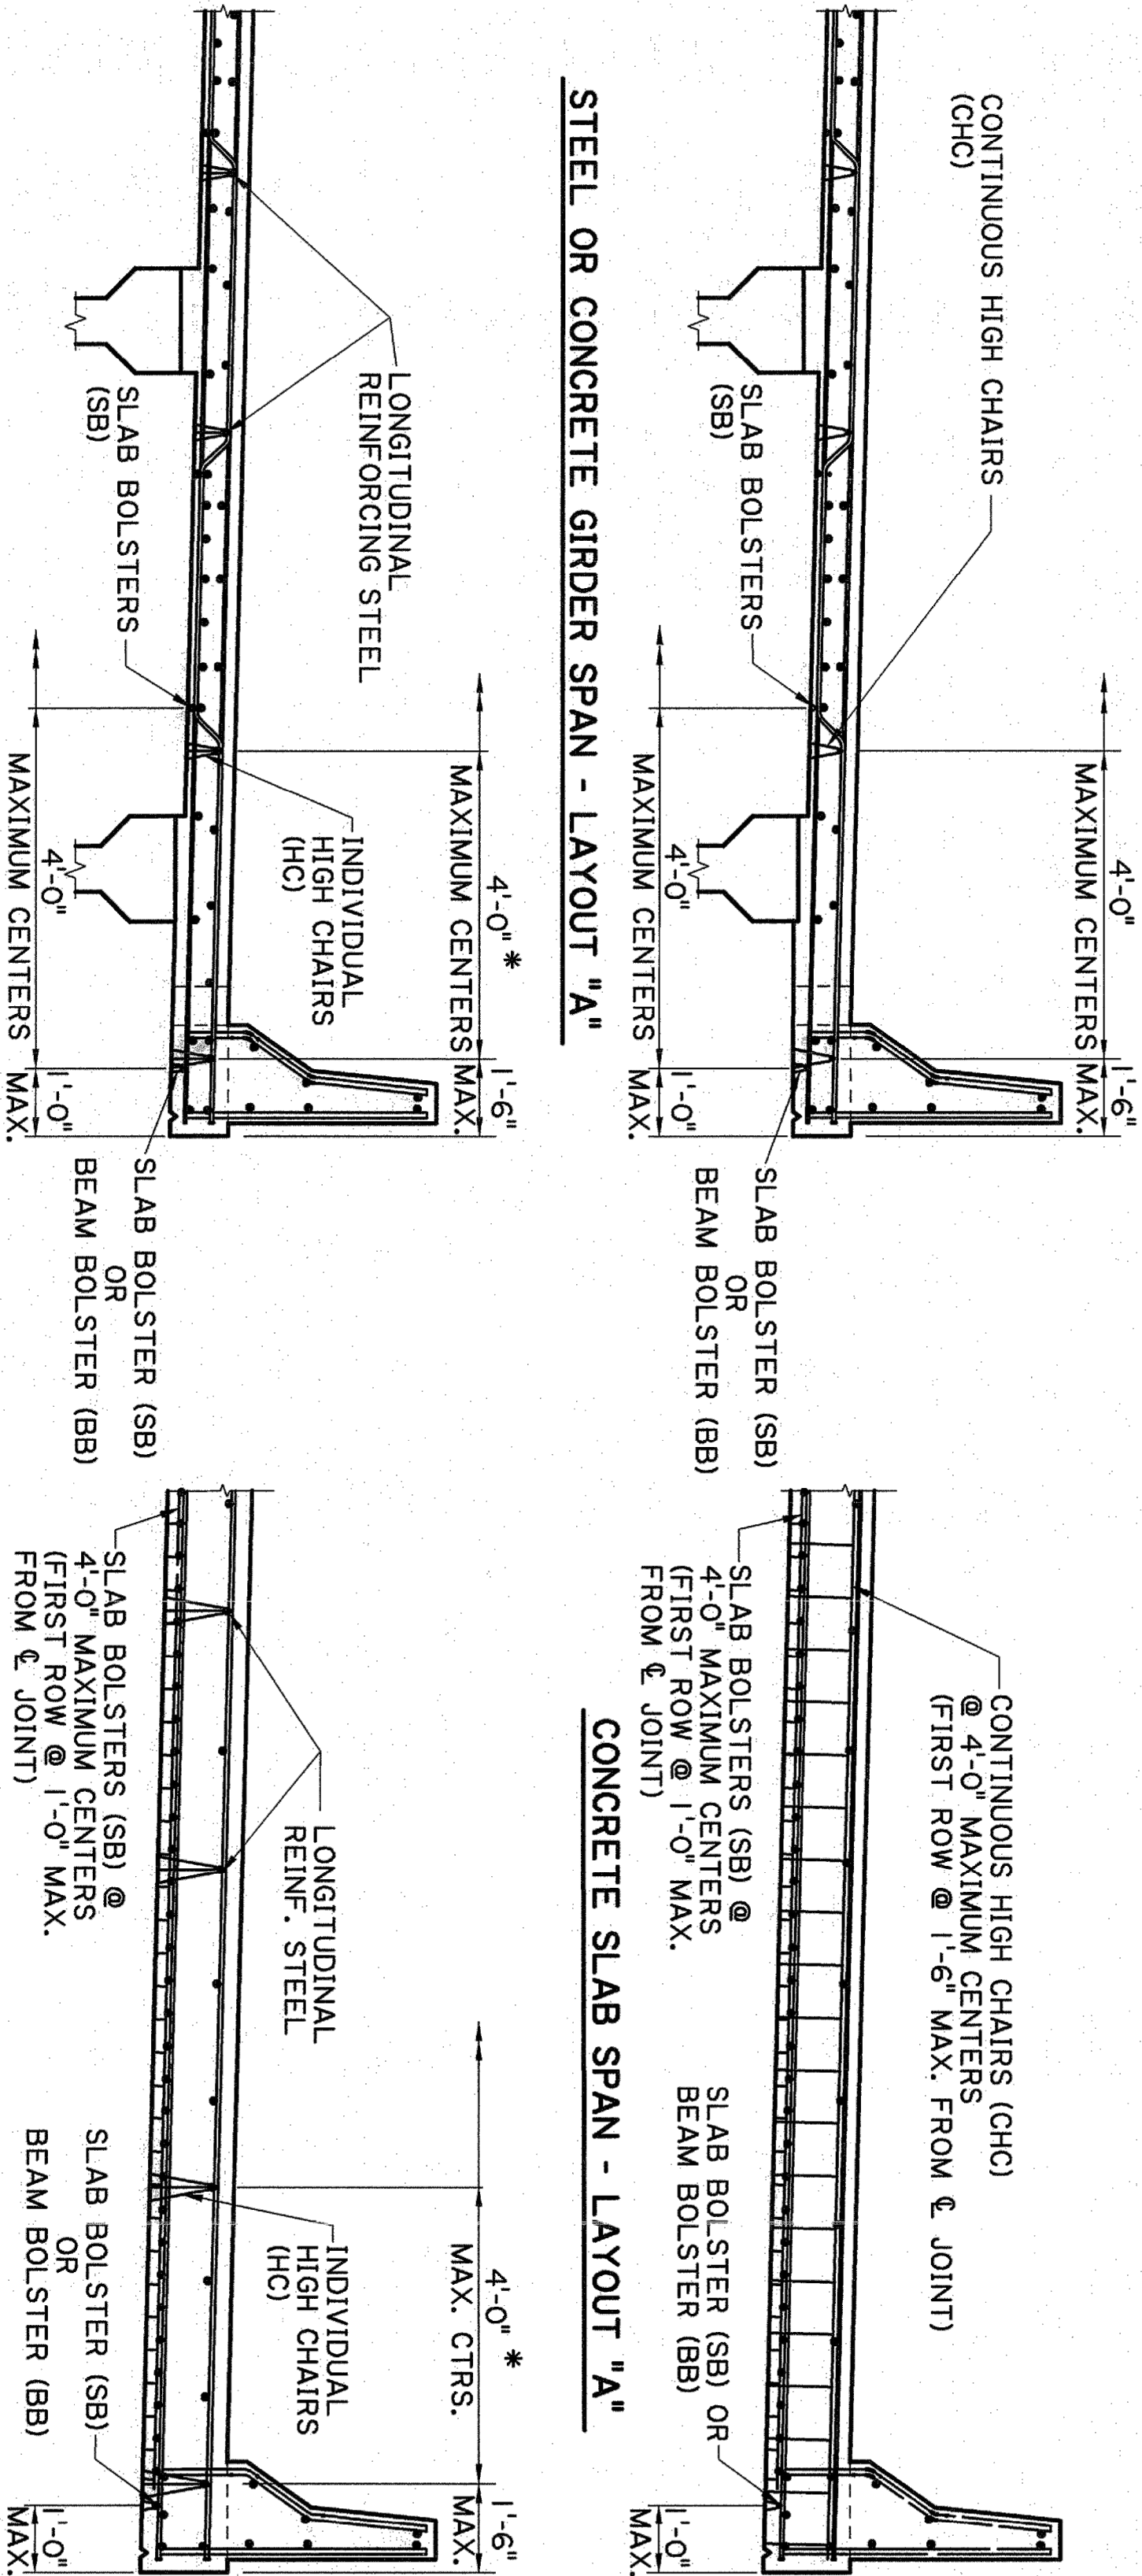 CONTINUOUS HIGH CHAIRS
(CHC)
4'-0"
MAXIMUM CENTERS
1'-6"
MAX.
SLAB BOLSTERS
(SB)
4'-0"
MAXIMUM CENTERS
1'-0"
MAX.
SLAB BOLSTER (SB)
OR
BEAM BOLSTER (BB)
STEEL OR CONCRETE GIRDER SPAN - LAYOUT "A"
LONGITUDINAL
REINFORCING STEEL
4'-0" *
MAXIMUM CENTERS
1'-6"
MAX.
INDIVIDUAL
HIGH CHAIRS
(HC)
SLAB BOLSTERS
(SB)
4'-0"
MAXIMUM CENTERS
1'-0"
MAX.
SLAB BOLSTER (SB)
OR
BEAM BOLSTER (BB)
CONTINUOUS HIGH CHAIRS (CHC)
@ 4'-0" MAXIMUM CENTERS
(FIRST ROW @ 1'-6" MAX. FROM ℄ JOINT)
SLAB BOLSTERS (SB) @
4'-0" MAXIMUM CENTERS
(FIRST ROW @ 1'-0" MAX.
FROM ℄ JOINT)
SLAB BOLSTER (SB) OR
BEAM BOLSTER (BB)
1'-0"
MAX.
CONCRETE SLAB SPAN - LAYOUT "A"
LONGITUDINAL
REINF. STEEL
4'-0" *
MAX. CTRS.
1'-6"
MAX.
INDIVIDUAL
HIGH CHAIRS
(HC)
SLAB BOLSTERS (SB) @
4'-0" MAXIMUM CENTERS
(FIRST ROW @ 1'-0" MAX.
FROM ℄ JOINT)
SLAB BOLSTER (SB)
OR
BEAM BOLSTER (BB)
1'-0"
MAX.